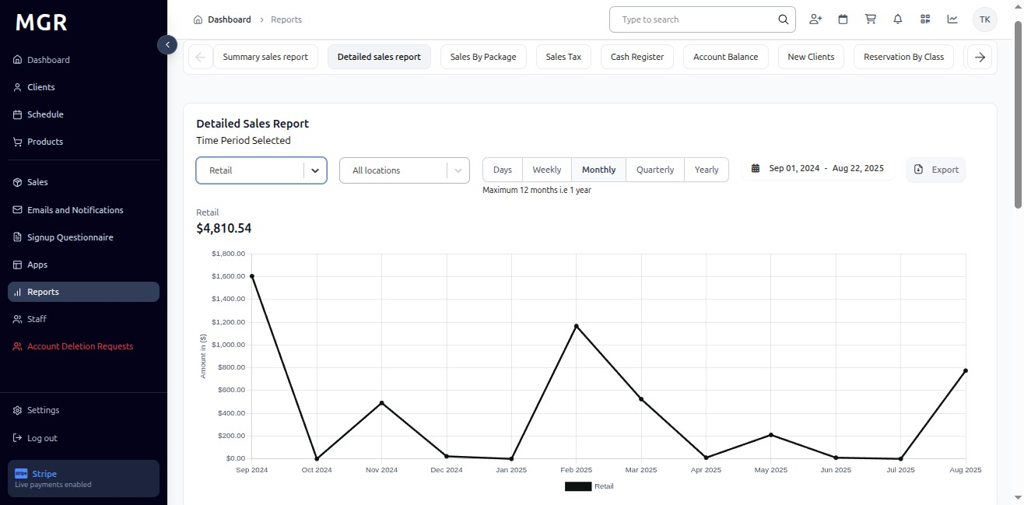 MGR
Dashboard
Clients
Schedule
Products
Sales
Emails and Notifications
Signup Questionnaire
Apps
Reports
Staff
Account Deletion Requests
Settings
Log out
Stripe
Live payments enabled
Dashboard > Reports
Type to search
TK
Summary sales report
Detailed sales report
Sales By Package
Sales Tax
Cash Register
Account Balance
New Clients
Reservation By Class
Detailed Sales Report
Time Period Selected
Retail
All locations
Days Weekly Monthly Quarterly Yearly
Maximum 12 months i.e 1 year
Sep 01, 2024 - Aug 22, 2025
Export
Retail
$4,810.54
Amount in ($)
$1,800.00
$1,600.00
$1,400.00
$1,200.00
$1,000.00
$800.00
$600.00
$400.00
$200.00
$0.00
Sep 2024 Oct 2024 Nov 2024 Dec 2024 Jan 2025 Feb 2025 Mar 2025 Apr 2025 May 2025 Jun 2025 Jul 2025 Aug 2025
Retail